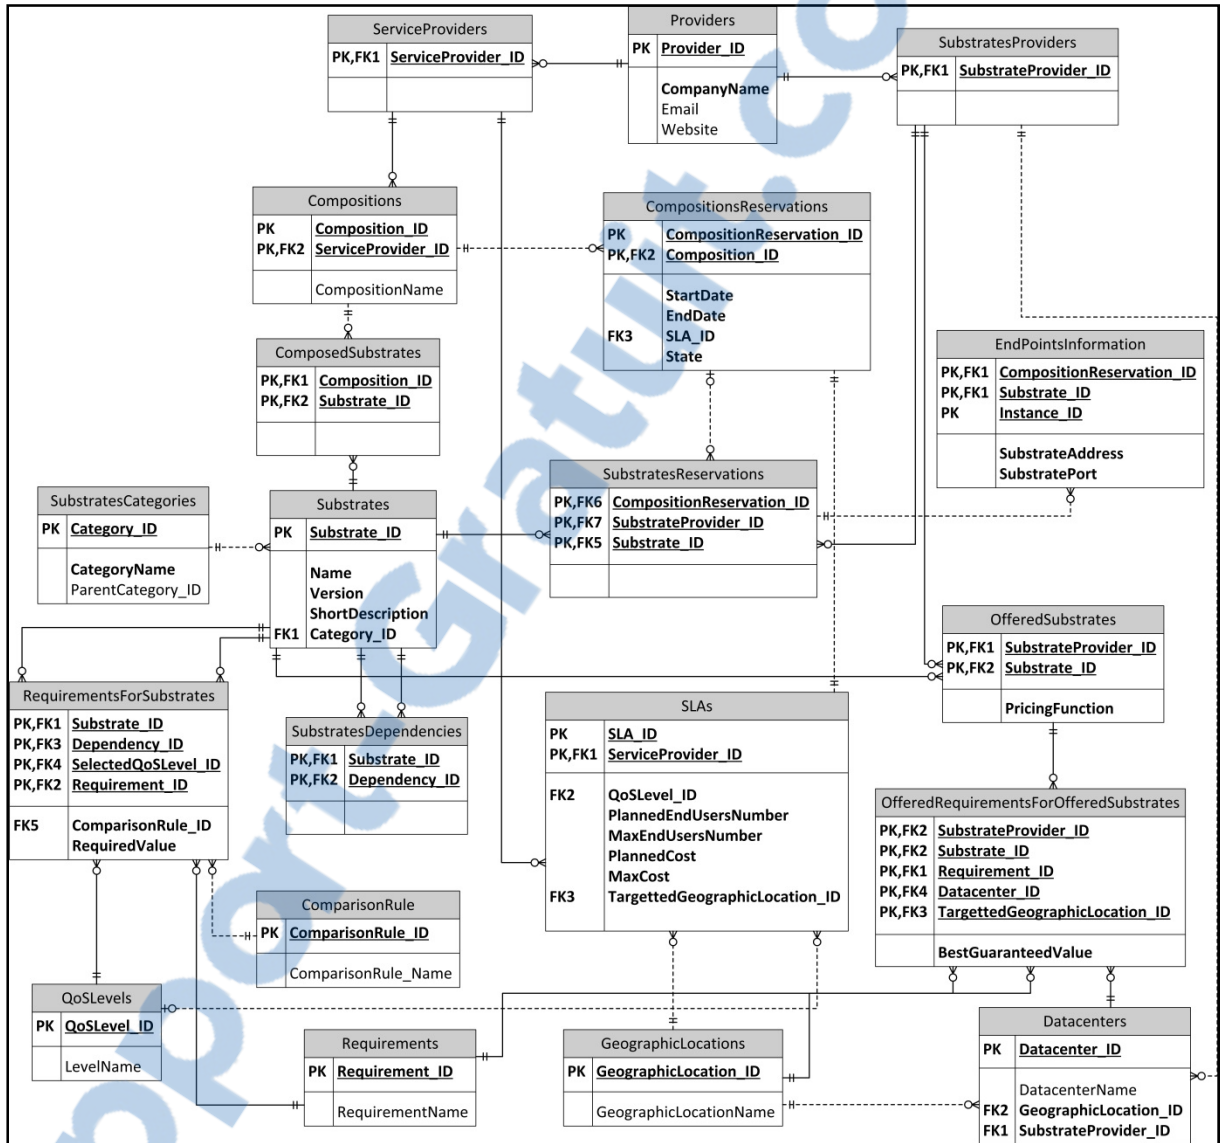 ServiceProviders
PK,FK1 ServiceProvider_ID
Providers
PK Provider_ID
CompanyName
Email
Website
SubstratesProviders
PK,FK1 SubstrateProvider_ID
Compositions
PK Composition_ID
PK,FK2 ServiceProvider_ID
CompositionName
CompositionsReservations
PK CompositionReservation_ID
PK,FK2 Composition_ID
StartDate
EndDate
FK3 SLA_ID
State
ComposedSubstrates
PK,FK1 Composition_ID
PK,FK2 Substrate_ID
EndPointsInformation
PK,FK1 CompositionReservation_ID
PK,FK1 Substrate_ID
PK Instance_ID
SubstrateAddress
SubstratePort
SubstratesCategories
PK Category_ID
CategoryName
ParentCategory_ID
Substrates
PK Substrate_ID
Name
Version
ShortDescription
FK1 Category_ID
SubstratesReservations
PK,FK6 CompositionReservation_ID
PK,FK7 SubstrateProvider_ID
PK,FK5 Substrate_ID
OfferedSubstrates
PK,FK1 SubstrateProvider_ID
PK,FK2 Substrate_ID
PricingFunction
RequirementsForSubstrates
PK,FK1 Substrate_ID
PK,FK3 Dependency_ID
PK,FK4 SelectedQoSLevel_ID
PK,FK2 Requirement_ID
FK5 ComparisonRule_ID
RequiredValue
SubstratesDependencies
PK,FK1 Substrate_ID
PK,FK2 Dependency_ID
SLAs
PK SLA_ID
PK,FK1 ServiceProvider_ID
FK2 QoSLevel_ID
PlannedEndUsersNumber
MaxEndUsersNumber
PlannedCost
MaxCost
FK3 TargettedGeographicLocation_ID
OfferedRequirementsForOfferedSubstrates
PK,FK2 SubstrateProvider_ID
PK,FK2 Substrate_ID
PK,FK1 Requirement_ID
PK,FK4 Datacenter_ID
PK,FK3 TargettedGeographicLocation_ID
BestGuaranteedValue
ComparisonRule
PK ComparisonRule_ID
ComparisonRule_Name
QoSLevels
PK QoSLevel_ID
LevelName
Requirements
PK Requirement_ID
RequirementName
GeographicLocations
PK GeographicLocation_ID
GeographicLocationName
Datacenters
PK Datacenter_ID
DatacenterName
FK2 GeographicLocation_ID
FK1 SubstrateProvider_ID
pport-Gratuit.co